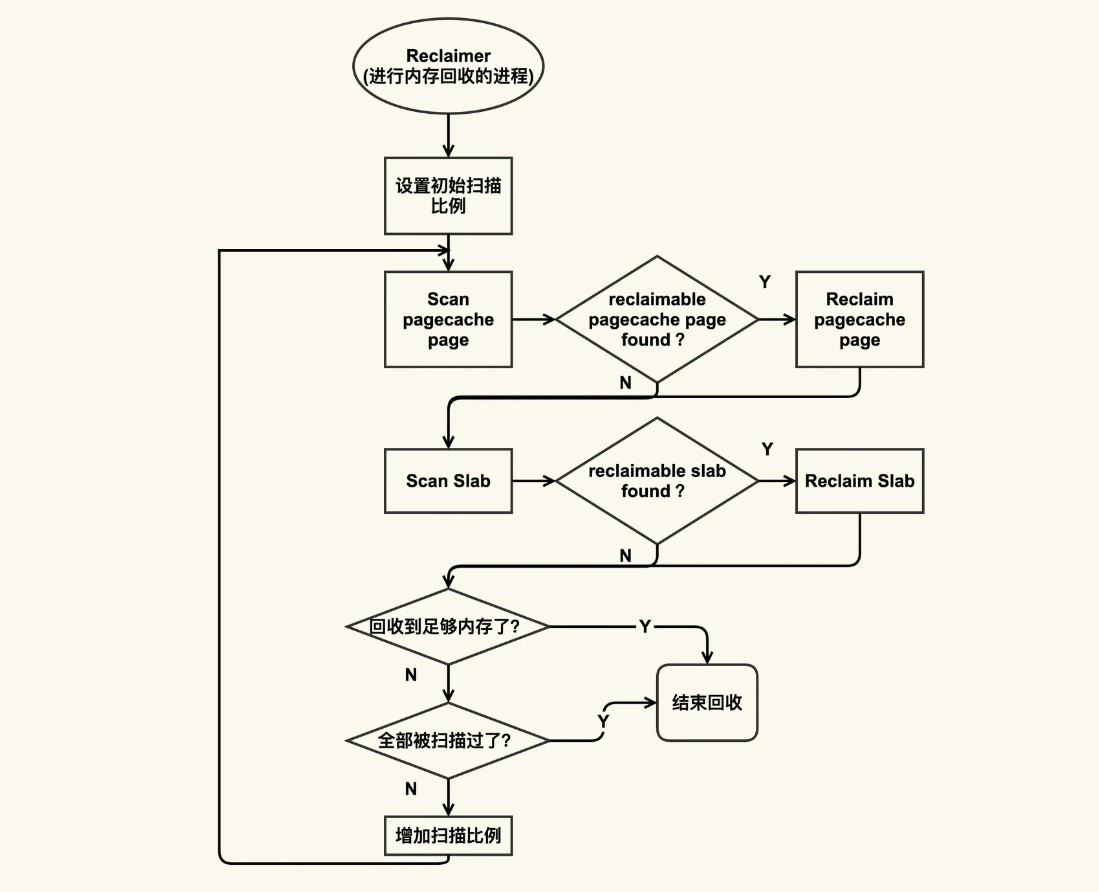 Reclaimer
(进行内存回收的进程)
设置初始扫描
比例
Scan
pagecache
page
reclaimable
pagecache page
found ?
Y
Reclaim
pagecache
page
N
Scan Slab
reclaimable slab
found ?
Y
Reclaim Slab
N
回收到足够内存了?
Y
N
结束回收
全部被扫描过了?
Y
N
增加扫描比例